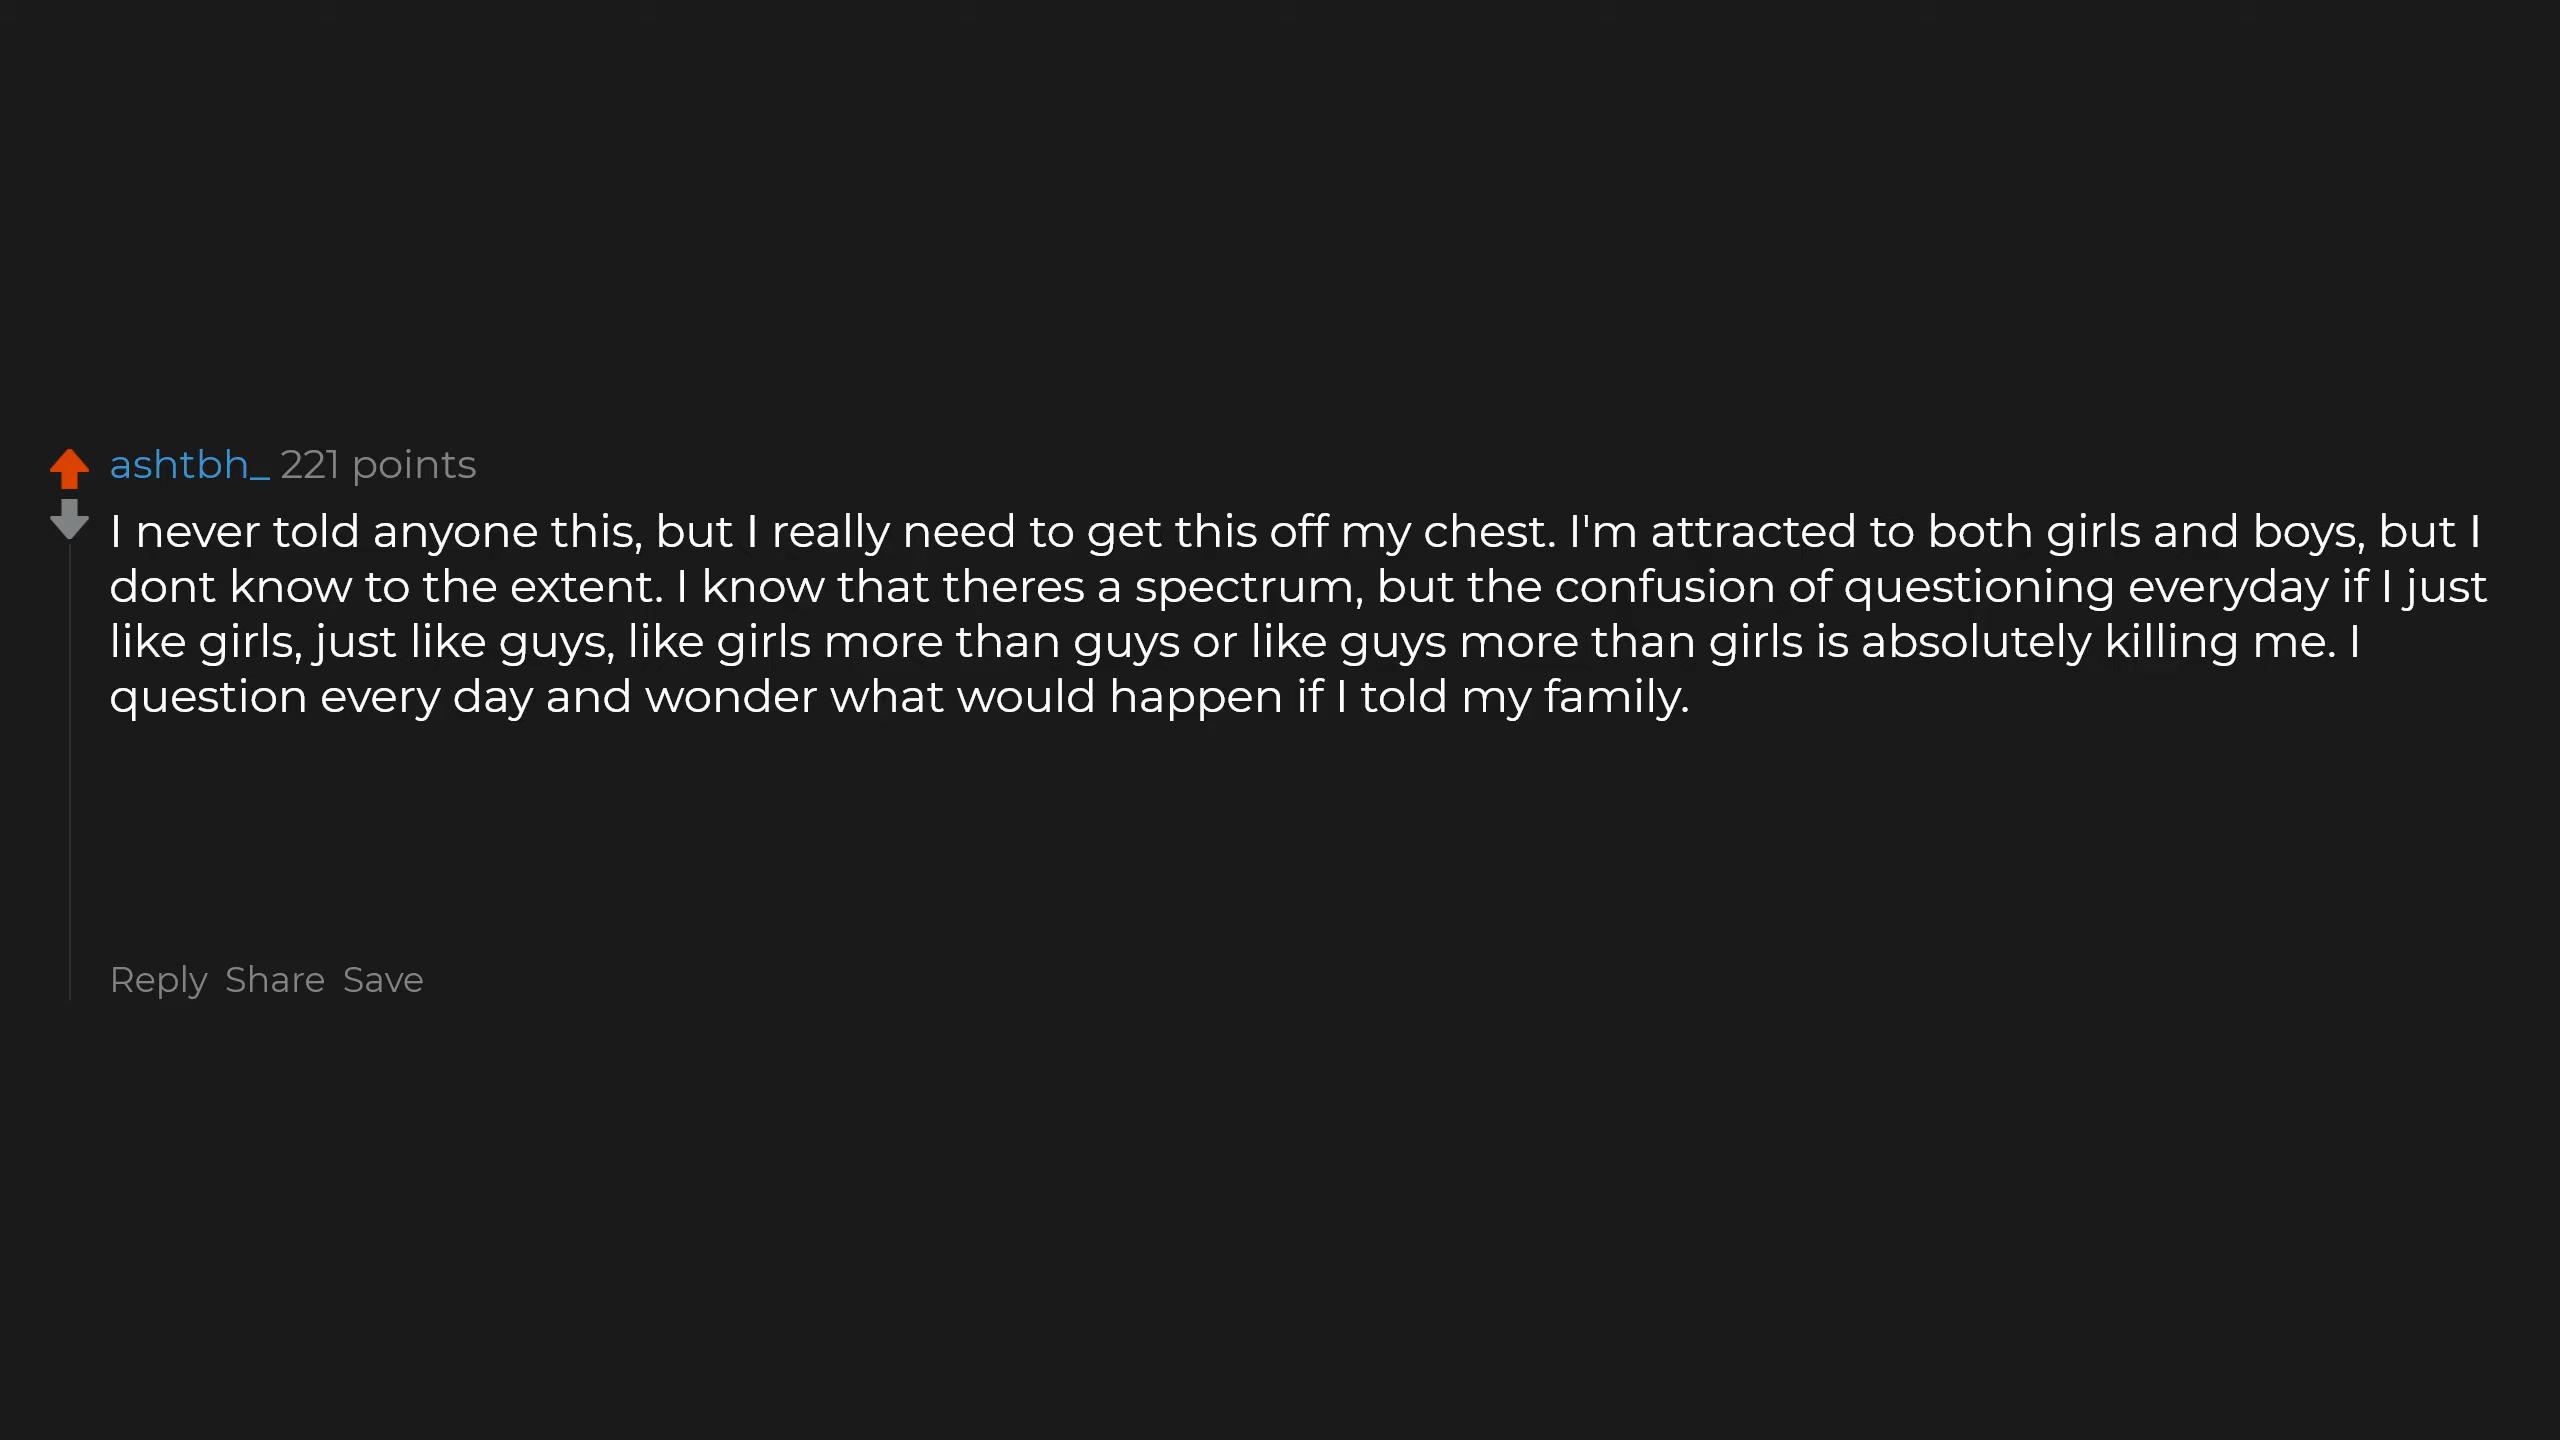 ashtbh_ 221 points
I never told anyone this, but I really need to get this off my chest. I'm attracted to both girls and boys, but I
dont know to the extent. I know that theres a spectrum, but the confusion of questioning everyday if I just
like girls, just like guys, like girls more than guys or like guys more than girls is absolutely killing me. I
question every day and wonder what would happen if I told my family.
Reply Share Save